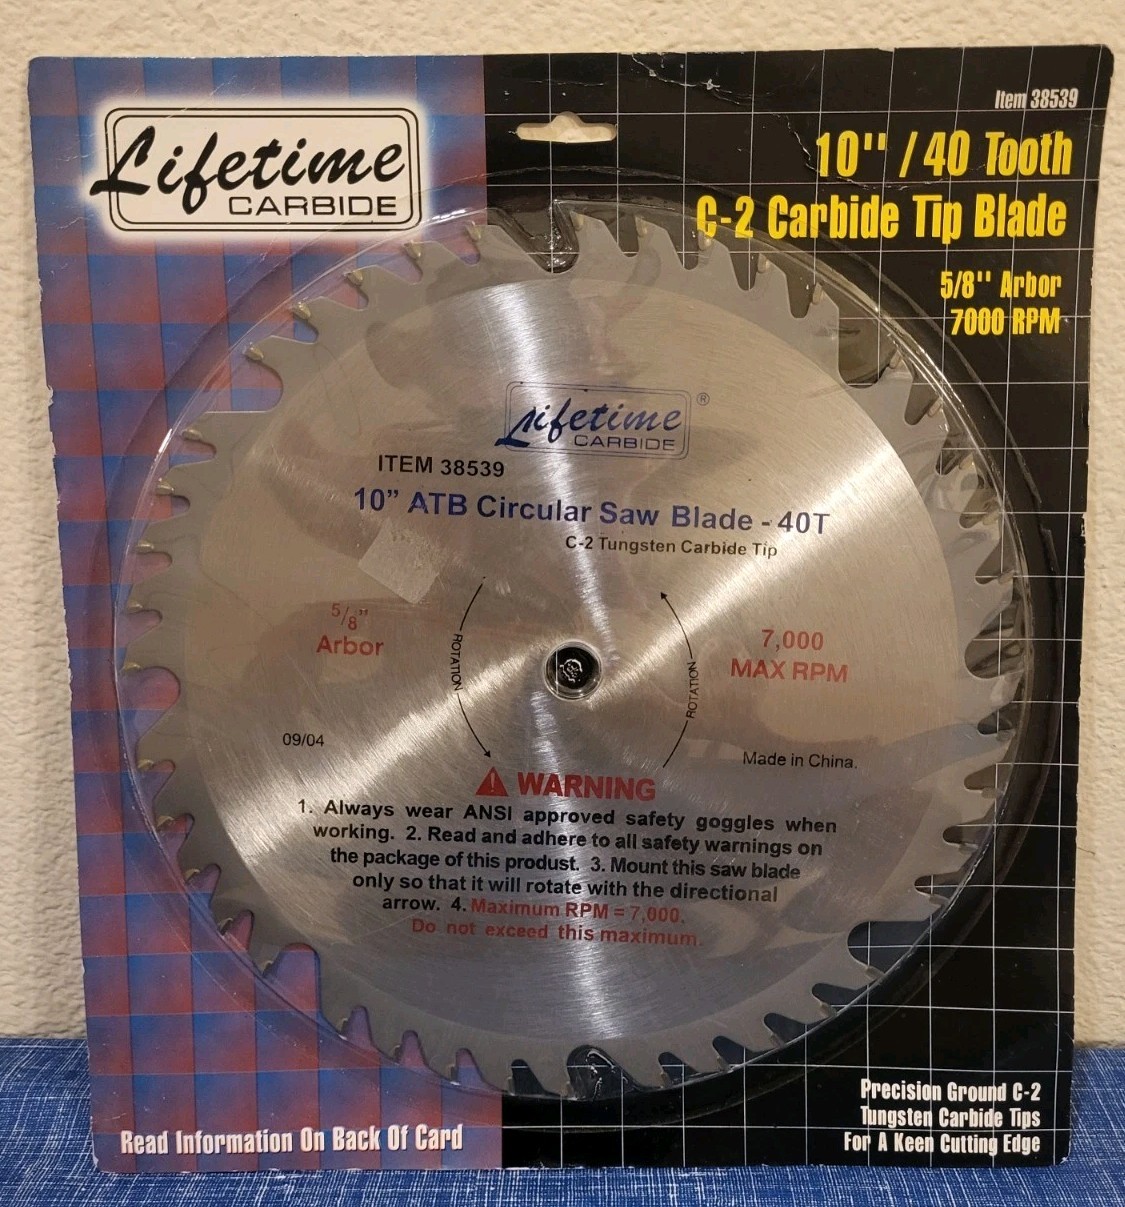 Item 38539
Lifetime
CARBIDE
10" / 40 Tooth
C-2 Carbide Tip Blade
5/8" Arbor
7000 RPM
Lifetime ®
CARBIDE
ITEM 38539
10” ATB Circular Saw Blade - 40T
C-2 Tungsten Carbide Tip
5/8"
Arbor
ROTATION
ROTATION
7,000
MAX RPM
09/04
Made in China.
WARNING
1. Always wear ANSI approved safety goggles when
working. 2. Read and adhere to all safety warnings on
the package of this produst. 3. Mount this saw blade
only so that it will rotate with the directional
arrow. 4. Maximum RPM = 7,000.
Do not exceed this maximum.
Precision Ground C-2
Tungsten Carbide Tips
For A Keen Cutting Edge
Read Information On Back Of Card